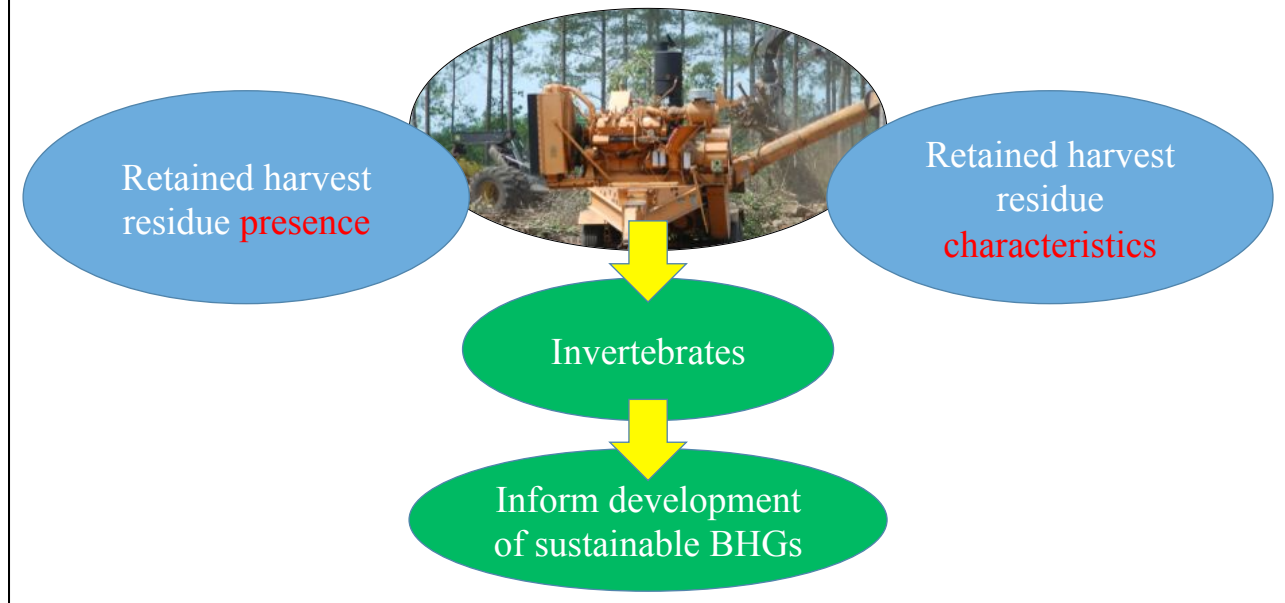 Retained harvest
residue presence
Retained harvest
residue
characteristics
Invertebrates
Inform development
of sustainable BHGs